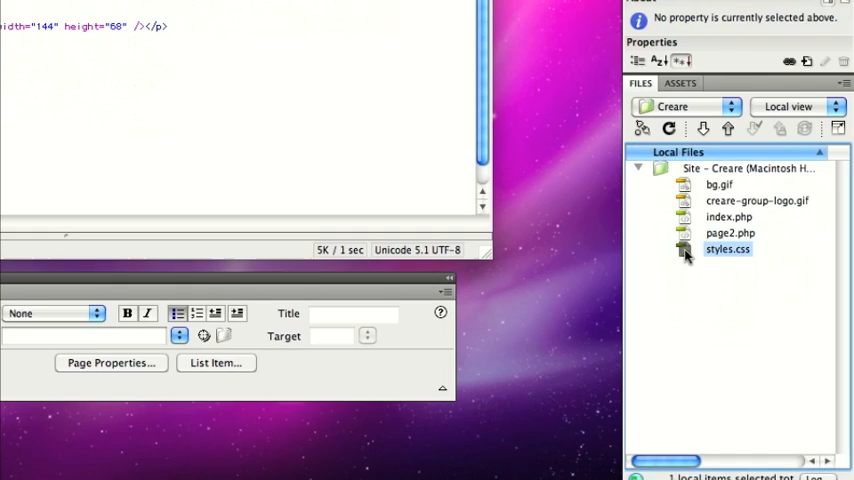 width="144" height="68" /></p>
5K / 1 sec
Unicode 5.1 UTF-8
None
B
I
Title
Target
Page Properties...
List Item...
No property is currently selected above.
Properties
FILES
ASSETS
Creare
Local view
Local Files
Site - Creare (Macintosh H...
bg.gif
creare-group-logo.gif
index.php
page2.php
styles.css